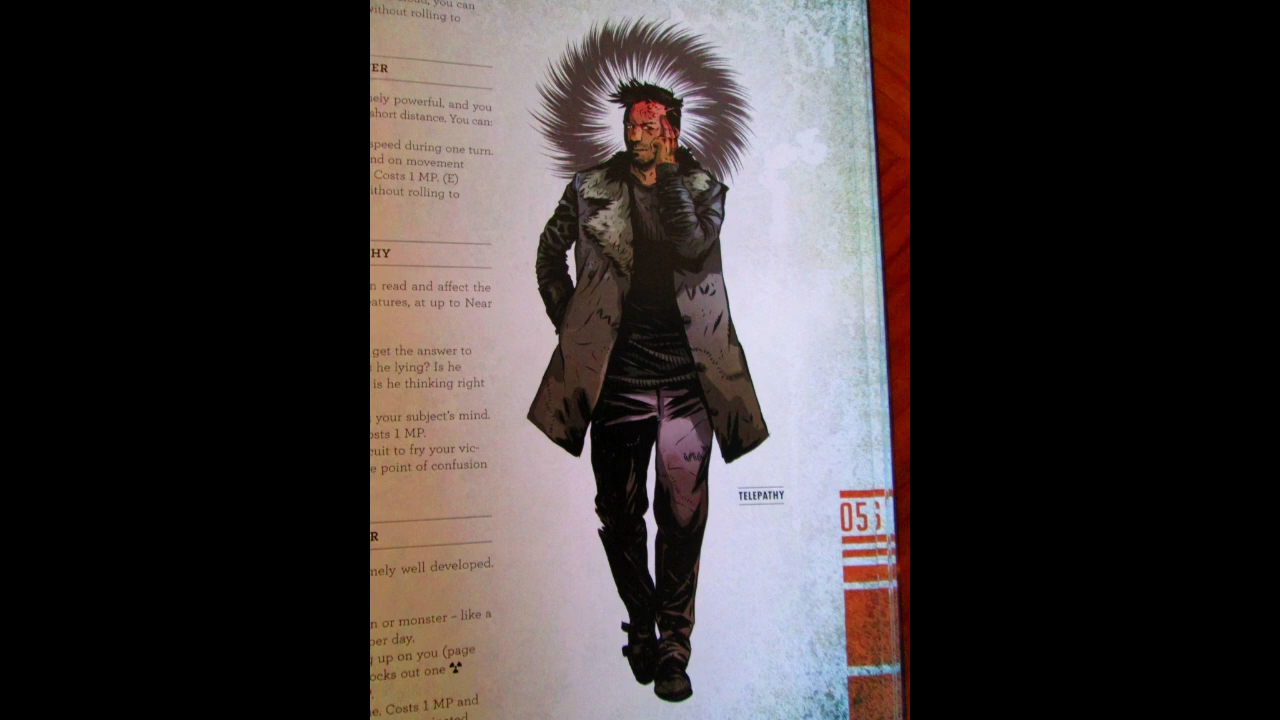 you can
without rolling to
ER
ely powerful, and you
short distance. You can:
speed during one turn.
nd on movement
Costs 1 MP. (E)
ithout rolling to
HY
n read and affect the
eatures, at up to Near
get the answer to
he lying? Is he
is he thinking right
your subject's mind.
osts 1 MP.
cuit to fry your vic-
e point of confusion
R
mely well developed.
n or monster – like a
per day.
g up on you (page
ocks out one ☢
e. Costs 1 MP and
TELEPATHY